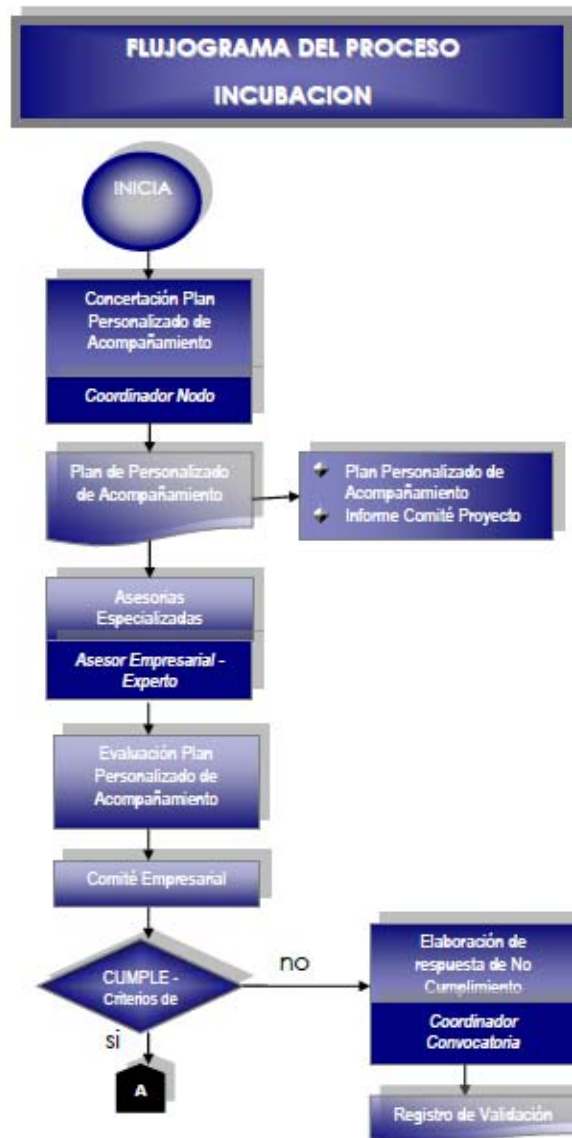 FLUJOGRAMA DEL PROCESO
INCUBACION
INICIA
Concertación Plan
Personalizado de
Acompañamiento
Coordinador Nodo
Plan de Personalizado
de Acompañamiento
Plan Personalizado de
Acompañamiento
Informe Comité Proyecto
Asesorias
Especializadas
Asesor Empresarial -
Experto
Evaluación Plan
Personalizado de
Acompañamiento
Comité Empresarial
CUMPLE -
Criterios de
no
si
A
Elaboración de
respuesta de No
Cumplimiento
Coordinador
Convocatoria
Registro de Validación